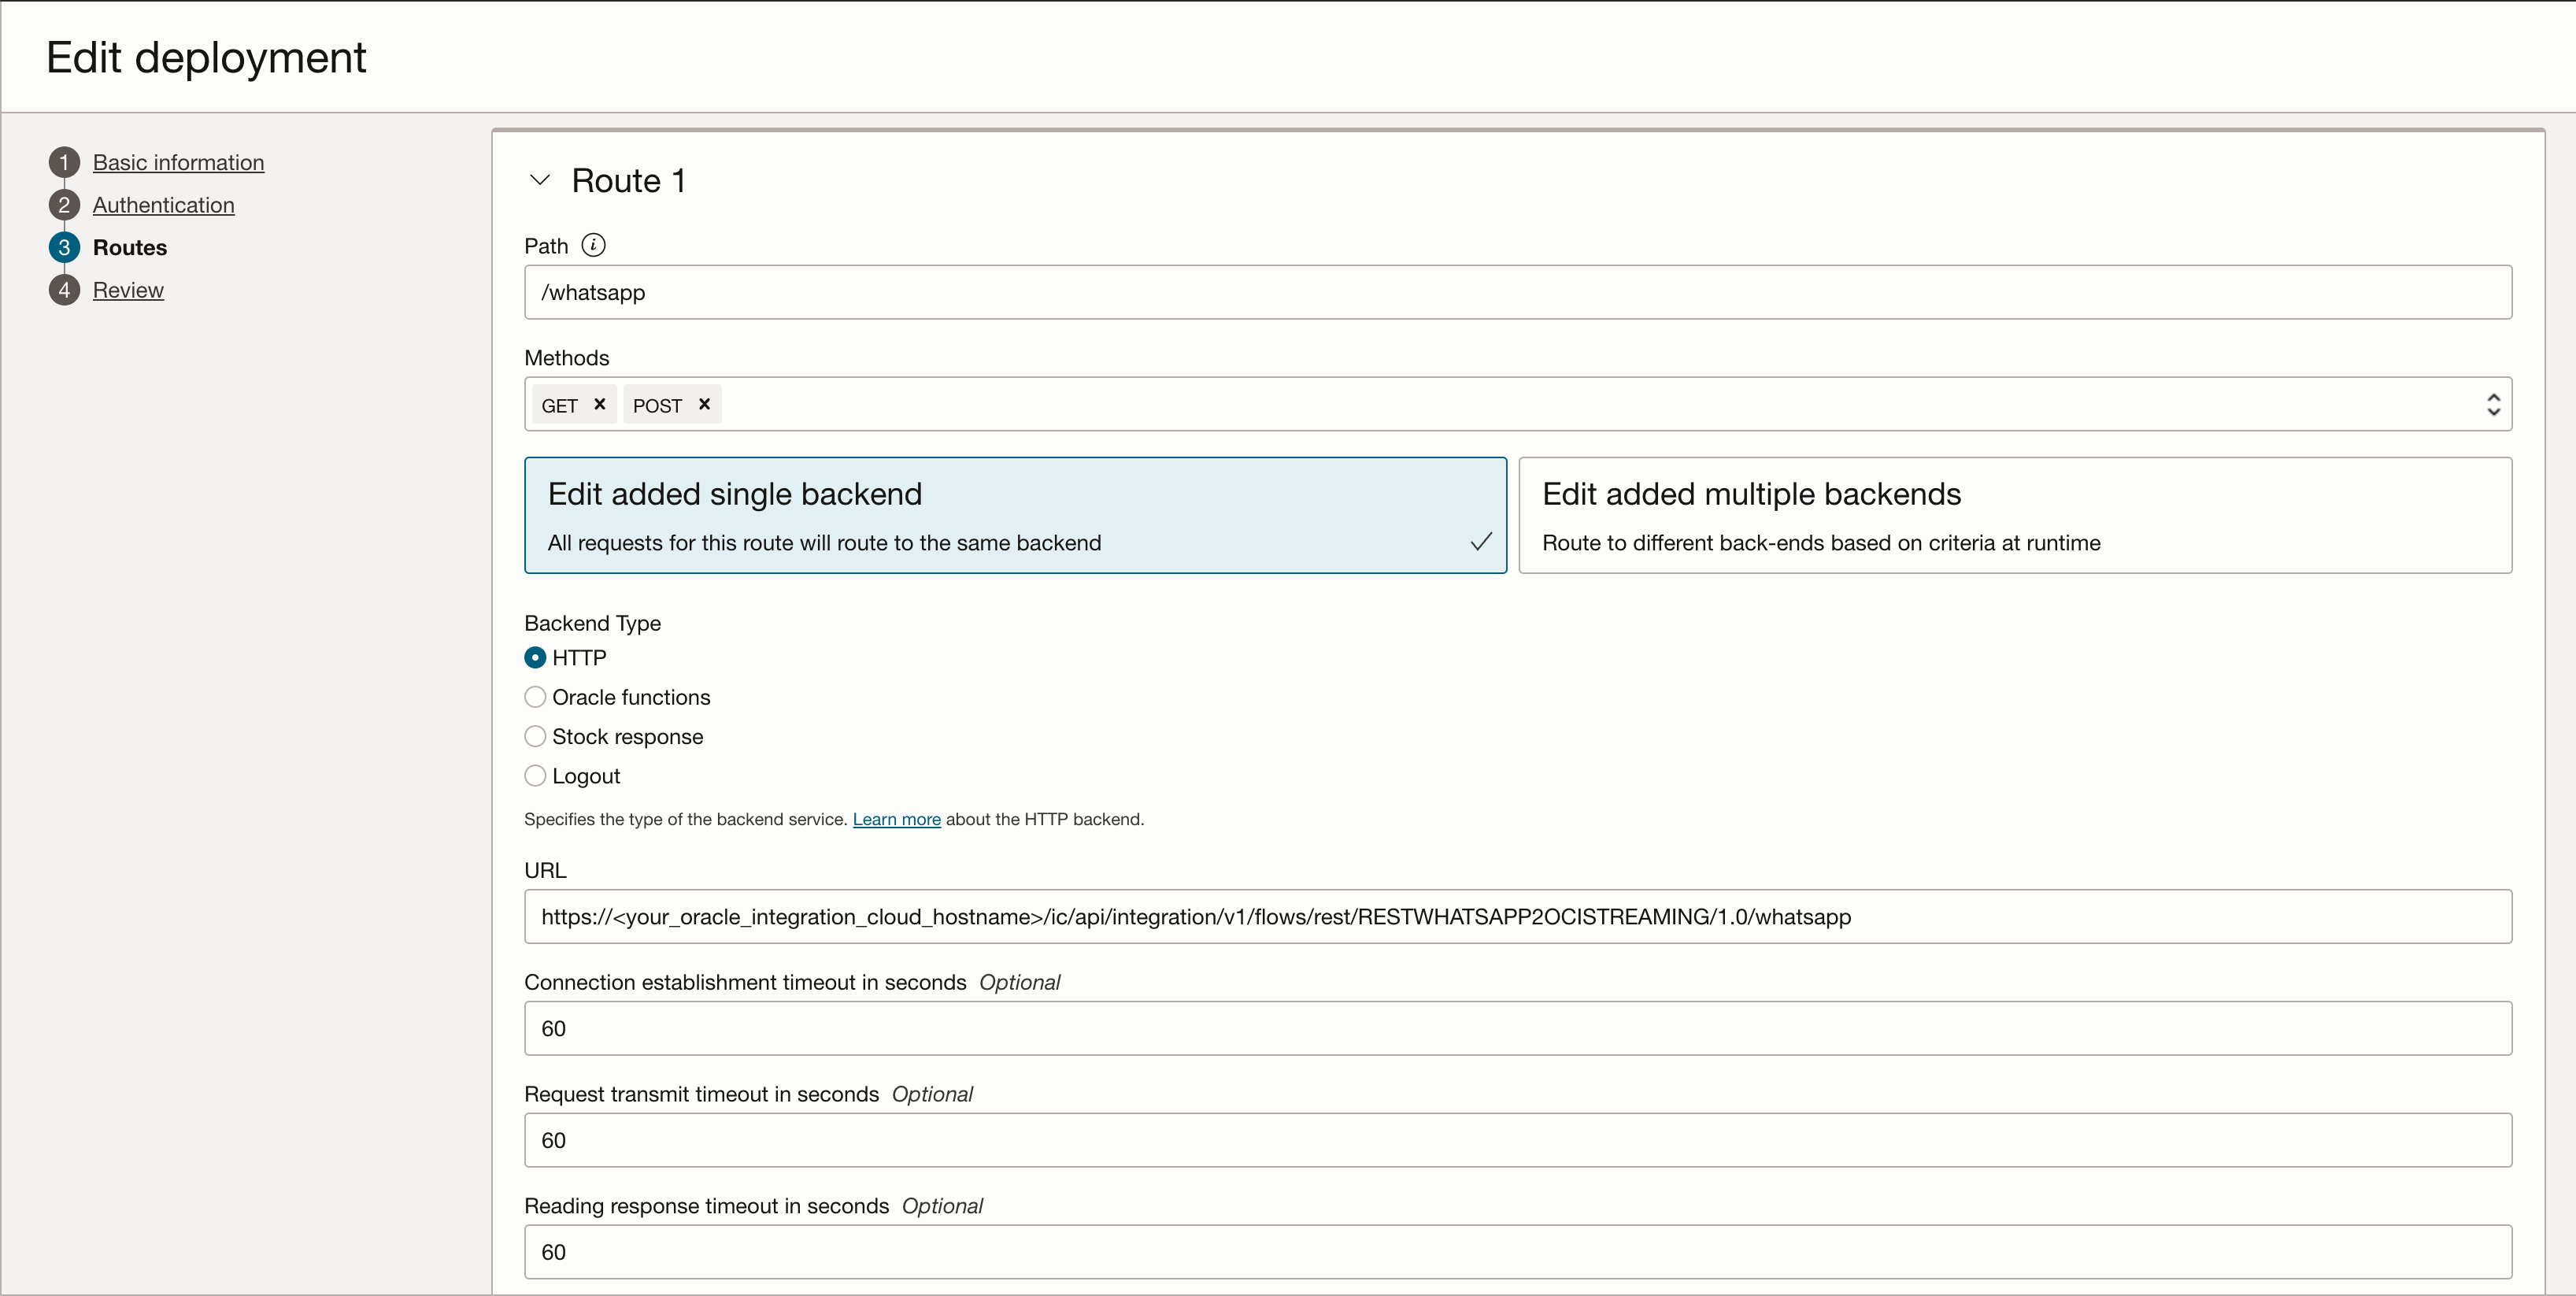 Edit deployment
1 Basic information
2 Authentication
3 Routes
4 Review
Route 1
Path i
/whatsapp
Methods
GET × POST ×
Edit added single backend
All requests for this route will route to the same backend
Edit added multiple backends
Route to different back-ends based on criteria at runtime
Backend Type
HTTP
Oracle functions
Stock response
Logout
Specifies the type of the backend service. Learn more about the HTTP backend.
URL
https://<your_oracle_integration_cloud_hostname>/ic/api/integration/v1/flows/rest/RESTWHATSAPP2OCISTREAMING/1.0/whatsapp
Connection establishment timeout in seconds Optional
60
Request transmit timeout in seconds Optional
60
Reading response timeout in seconds Optional
60